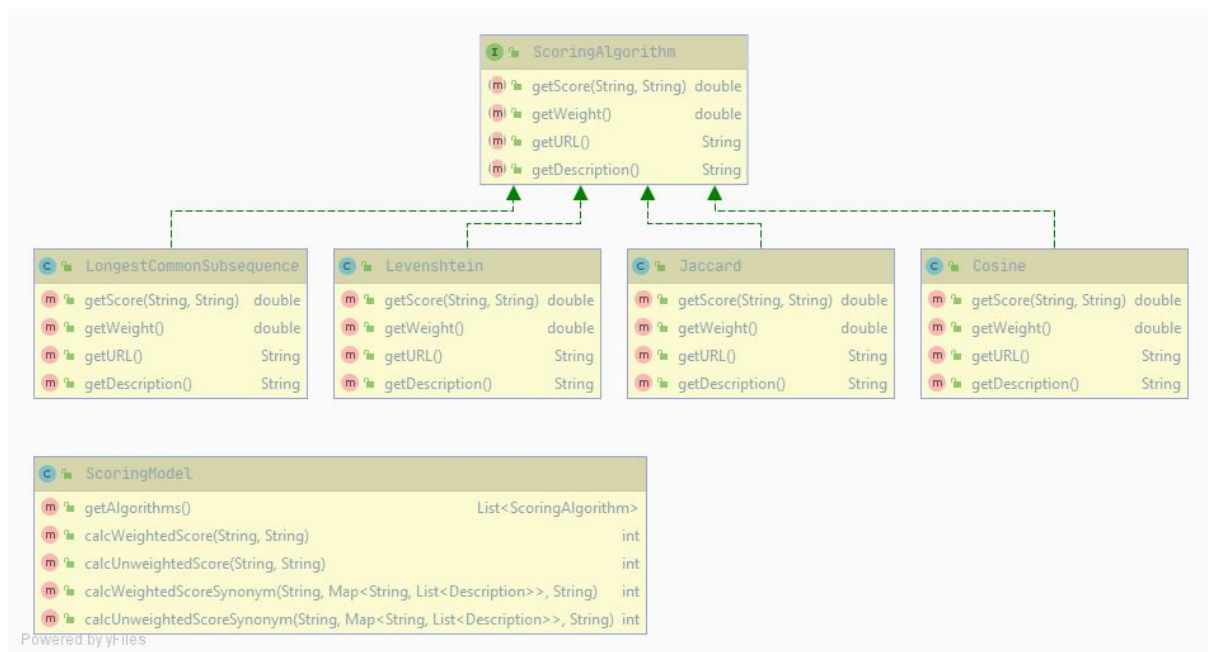 ScoringAlgorithm
getScore(String, String) double
getWeight() double
getURL() String
getDescription() String
LongestCommonSubsequence
getScore(String, String) double
getWeight() double
getURL() String
getDescription() String
Levenshtein
getScore(String, String) double
getWeight() double
getURL() String
getDescription() String
Jaccard
getScore(String, String) double
getWeight() double
getURL() String
getDescription() String
Cosine
getScore(String, String) double
getWeight() double
getURL() String
getDescription() String
ScoringModel
getAlgorithms() List<ScoringAlgorithm>
calcWeightedScore(String, String) int
calcUnweightedScore(String, String) int
calcWeightedScoreSynonym(String, Map<String, List<Description>>, String) int
calcUnweightedScoreSynonym(String, Map<String, List<Description>>, String) int
Powered by yFiles